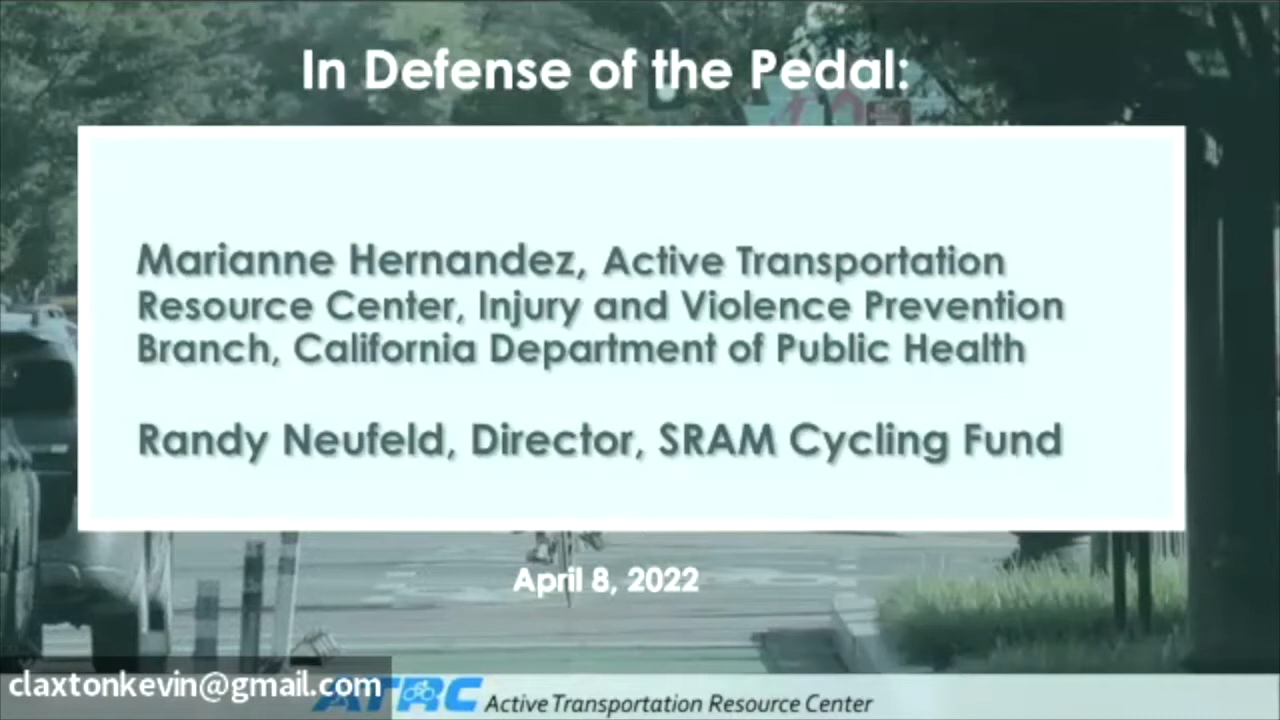 In Defense of the Pedal:
Marianne Hernandez, Active Transportation
Resource Center, Injury and Violence Prevention
Branch, California Department of Public Health
Randy Neufeld, Director, SRAM Cycling Fund
April 8, 2022
claxtonkevin@gmail.com
ATRC Active Transportation Resource Center